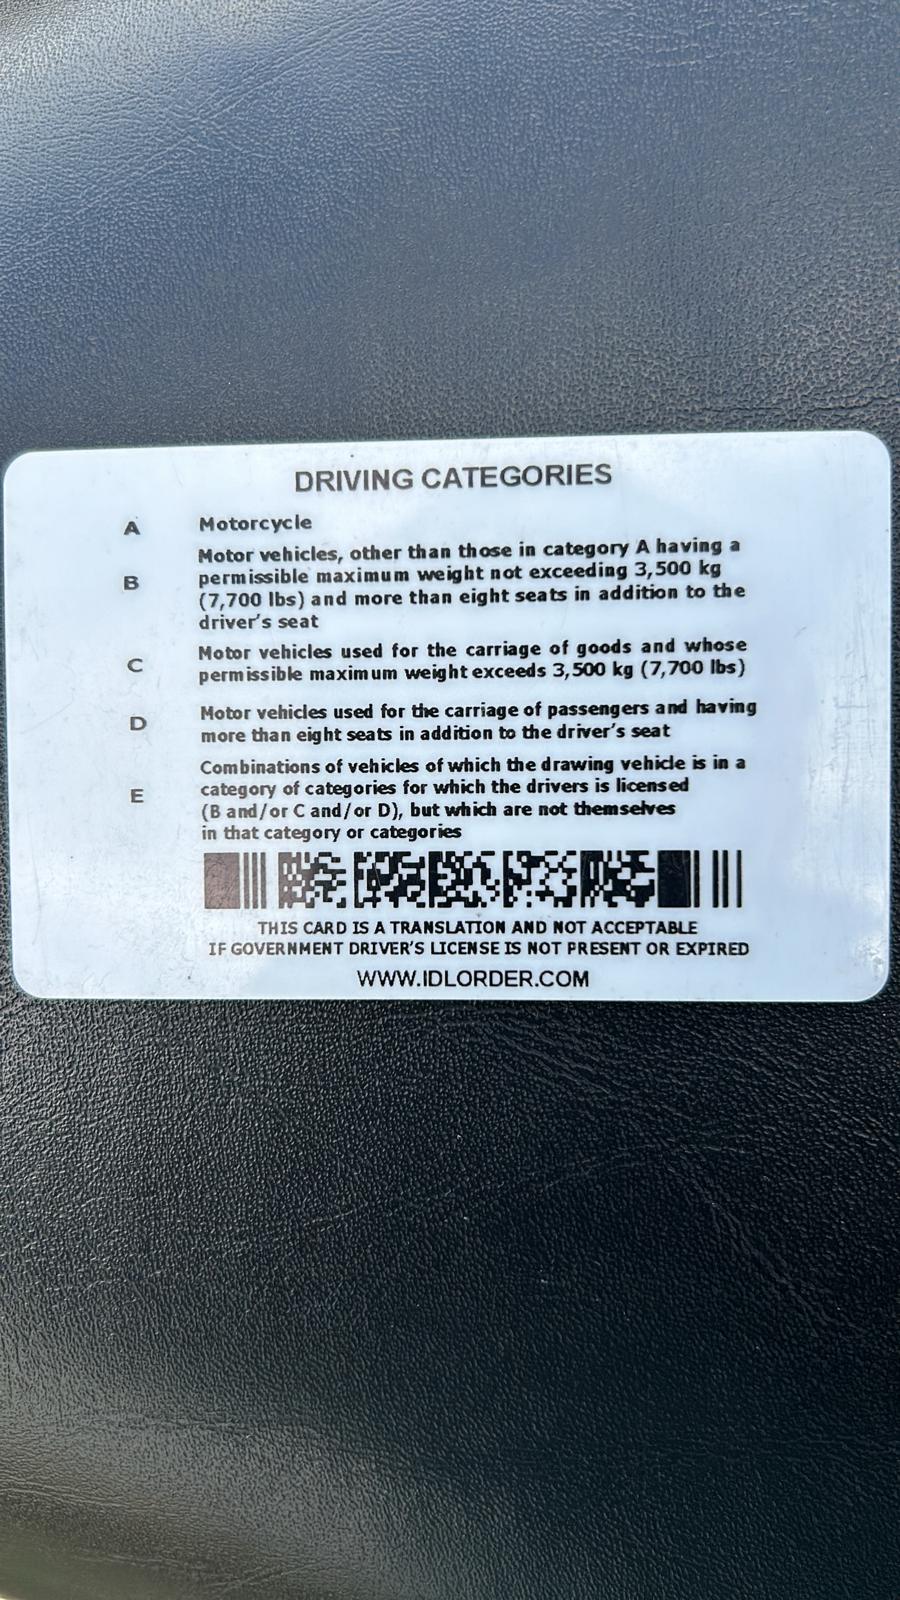 DRIVING CATEGORIES
A Motorcycle
Motor vehicles, other than those in category A having a
B permissible maximum weight not exceeding 3,500 kg
(7,700 lbs) and more than eight seats in addition to the
driver's seat
Motor vehicles used for the carriage of goods and whose
C permissible maximum weight exceeds 3,500 kg (7,700 lbs)
D Motor vehicles used for the carriage of passengers and having
more than eight seats in addition to the driver's seat
Combinations of vehicles of which the drawing vehicle is in a
E category of categories for which the drivers is licensed
(B and/or C and/or D), but which are not themselves
in that category or categories
THIS CARD IS A TRANSLATION AND NOT ACCEPTABLE
IF GOVERNMENT DRIVER'S LICENSE IS NOT PRESENT OR EXPIRED
WWW.IDLORDER.COM